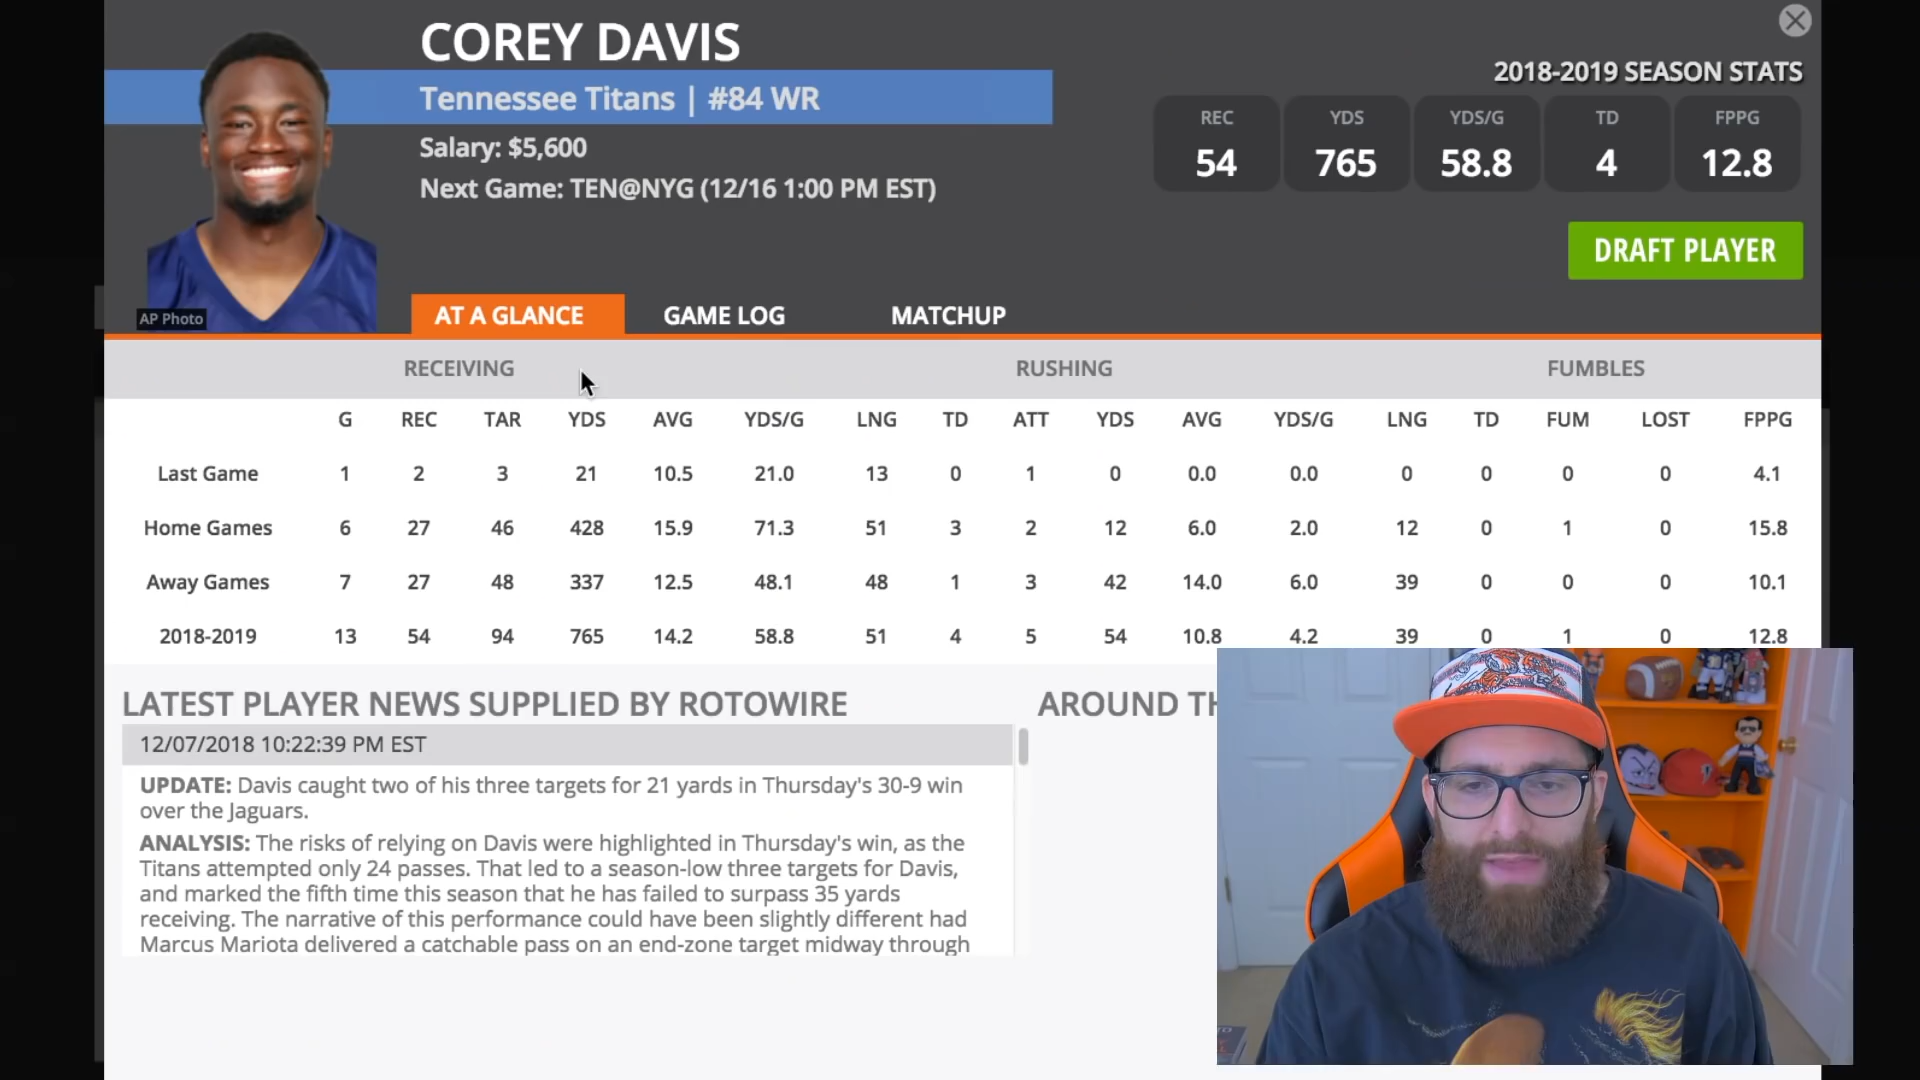 COREY DAVIS
Tennessee Titans | #84 WR
Salary: $5,600
Next Game: TEN@NYG (12/16 1:00 PM EST)
2018-2019 SEASON STATS
REC YDS YDS/G TD FPPG
54 765 58.8 4 12.8
DRAFT PLAYER
AP Photo
AT A GLANCE GAME LOG MATCHUP
RECEIVING RUSHING FUMBLES
G REC TAR YDS AVG YDS/G LNG TD ATT YDS AVG YDS/G LNG TD FUM LOST FPPG
Last Game 1 2 3 21 10.5 21.0 13 0 1 0 0.0 0.0 0 0 0 0 4.1
Home Games 6 27 46 428 15.9 71.3 51 3 2 12 6.0 2.0 12 0 1 0 15.8
Away Games 7 27 48 337 12.5 48.1 48 1 3 42 14.0 6.0 39 0 0 0 10.1
2018-2019 13 54 94 765 14.2 58.8 51 4 5 54 10.8 4.2 39 0 1 0 12.8
LATEST PLAYER NEWS SUPPLIED BY ROTOWIRE
AROUND TH
12/07/2018 10:22:39 PM EST
UPDATE: Davis caught two of his three targets for 21 yards in Thursday's 30-9 win
over the Jaguars.
ANALYSIS: The risks of relying on Davis were highlighted in Thursday's win, as the
Titans attempted only 24 passes. That led to a season-low three targets for Davis,
and marked the fifth time this season that he has failed to surpass 35 yards
receiving. The narrative of this performance could have been slightly different had
Marcus Mariota delivered a catchable pass on an end-zone target midway through